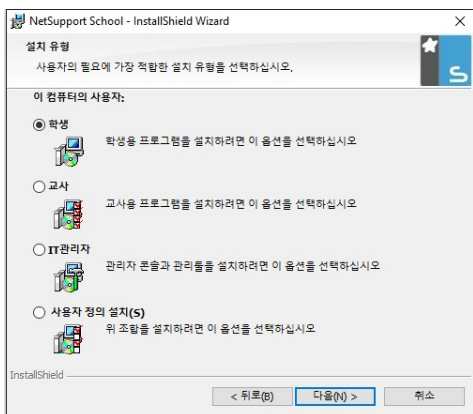 NetSupport School - InstallShield Wizard
설치 유형
사용자의 필요에 가장 적합한 설치 유형을 선택하십시오.
S
이 컴퓨터의 사용자:
학생
학생용 프로그램을 설치하려면 이 옵션을 선택하십시오
교사
교사용 프로그램을 설치하려면 이 옵션을 선택하십시오
IT관리자
관리자 콘솔과 관리툴을 설치하려면 이 옵션을 선택하십시오
사용자 정의 설치(S)
위 조합을 설치하려면 이 옵션을 선택하십시오
InstallShield
< 뒤로(B) 다음(N) > 취소